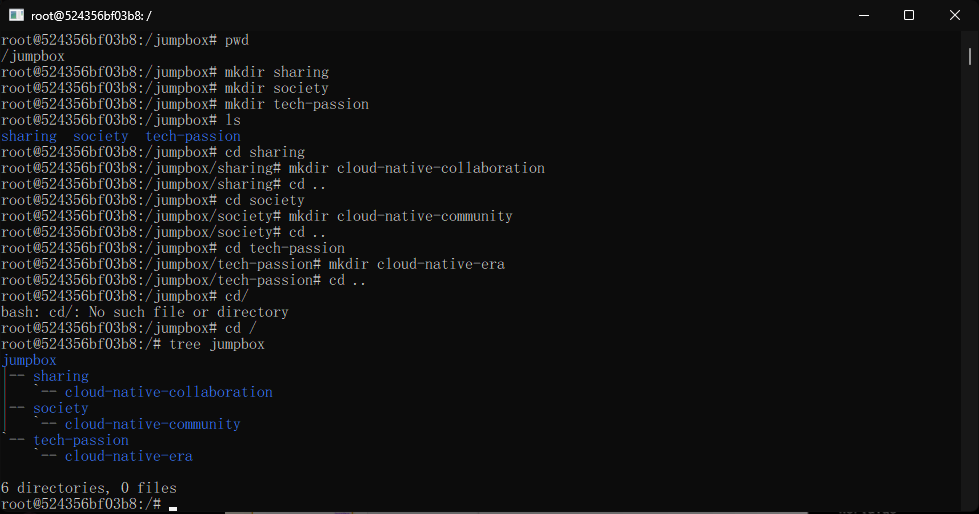 root@524356bf03b8: /
root@524356bf03b8:/jumpbox# pwd
/jumpbox
root@524356bf03b8:/jumpbox# mkdir sharing
root@524356bf03b8:/jumpbox# mkdir society
root@524356bf03b8:/jumpbox# mkdir tech-passion
root@524356bf03b8:/jumpbox# ls
sharing  society  tech-passion
root@524356bf03b8:/jumpbox# cd sharing
root@524356bf03b8:/jumpbox/sharing# mkdir cloud-native-collaboration
root@524356bf03b8:/jumpbox/sharing# cd ..
root@524356bf03b8:/jumpbox# cd society
root@524356bf03b8:/jumpbox/society# mkdir cloud-native-community
root@524356bf03b8:/jumpbox/society# cd ..
root@524356bf03b8:/jumpbox# cd tech-passion
root@524356bf03b8:/jumpbox/tech-passion# mkdir cloud-native-era
root@524356bf03b8:/jumpbox/tech-passion# cd ..
root@524356bf03b8:/jumpbox# cd/
bash: cd/: No such file or directory
root@524356bf03b8:/jumpbox# cd /
root@524356bf03b8:/# tree jumpbox
jumpbox
|-- sharing
|   `-- cloud-native-collaboration
|-- society
|   `-- cloud-native-community
`-- tech-passion
    `-- cloud-native-era

6 directories, 0 files
root@524356bf03b8:/#